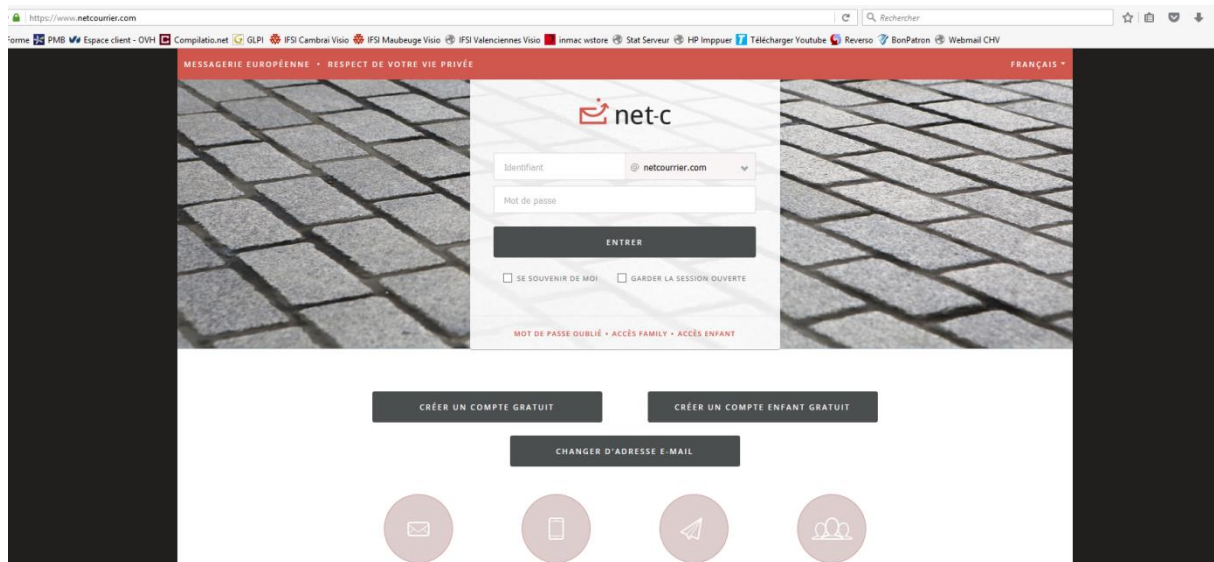 https://www.netcourrier.com
Rechercher
orme PMB Espace client - OVH Compilatio.net GLPI IFSI Cambrai Visio IFSI Maubeuge Visio IFSI Valenciennes Visio inmac wstore Stat Serveur HP Imppuer Télécharger Youtube Reverso BonPatron Webmail CHV
MESSAGERIE EUROPÉENNE • RESPECT DE VOTRE VIE PRIVÉE
FRANÇAIS
net-c
Identifiant @ netcourrier.com
Mot de passe
ENTRER
SE SOUVENIR DE MOI GARDER LA SESSION OUVERTE
MOT DE PASSE OUBLIÉ • ACCÈS FAMILY • ACCÈS ENFANT
CRÉER UN COMPTE GRATUIT CRÉER UN COMPTE ENFANT GRATUIT
CHANGER D'ADRESSE E-MAIL